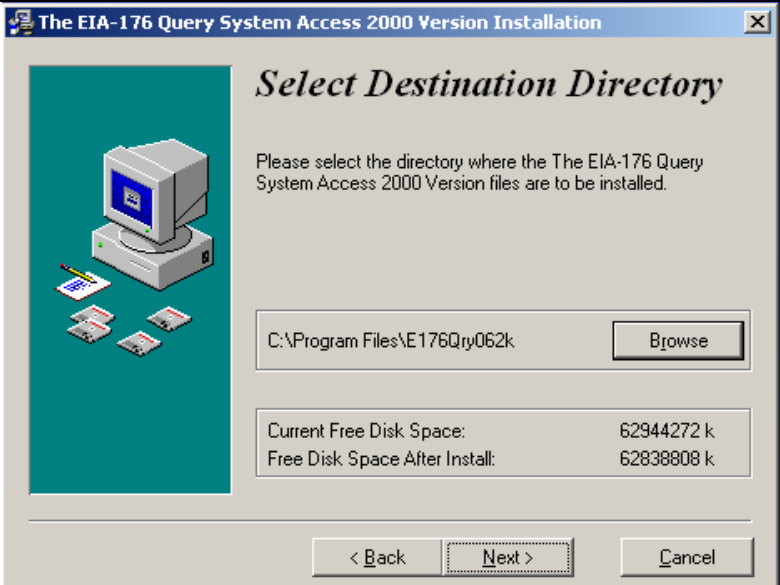 The EIA-176 Query System Access 2000 Version Installation
Select Destination Directory
Please select the directory where the The EIA-176 Query
System Access 2000 Version files are to be installed.
C:\Program Files\E176Qry062k
Browse
Current Free Disk Space: 62944272 k
Free Disk Space After Install: 62838808 k
< Back
Next >
Cancel